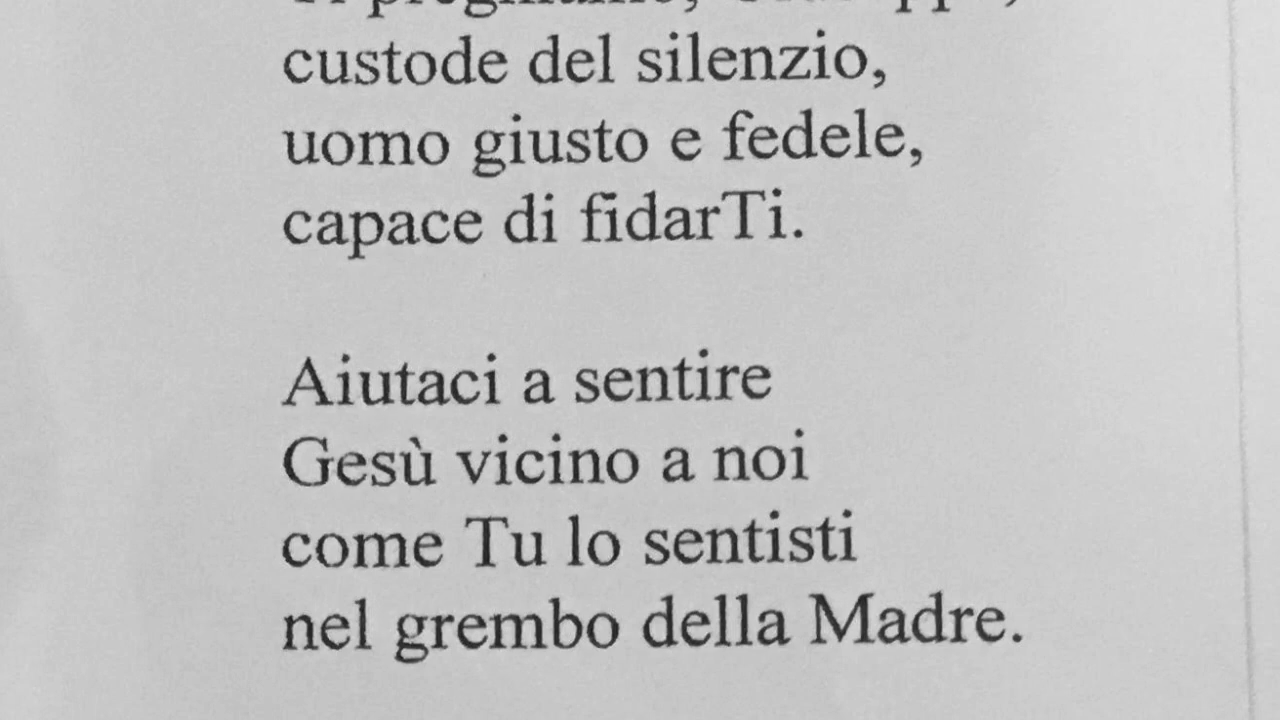 custode del silenzio,
uomo giusto e fedele,
capace di fidarTi.
Aiutaci a sentire
Gesù vicino a noi
come Tu lo sentisti
nel grembo della Madre.